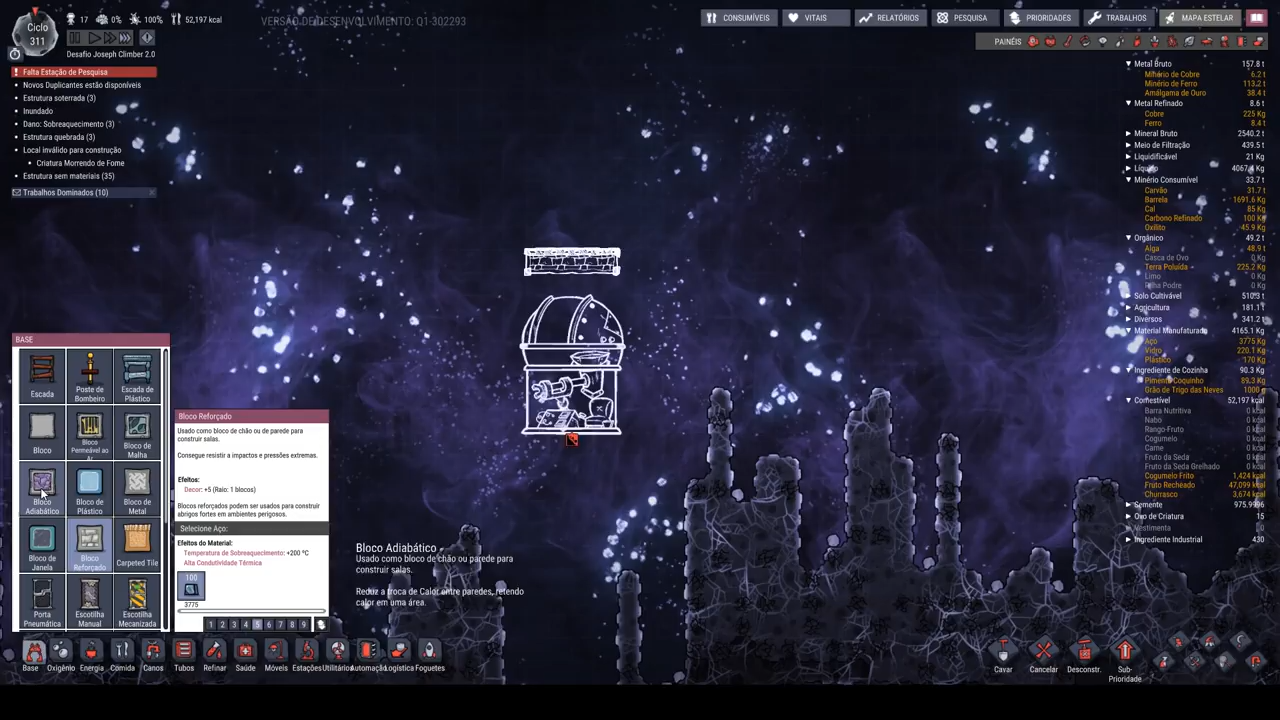 Ciclo
311
17
0%
100%
52,197 kcal
Desafio Joseph Climber 2.0
VERSÃO DE DESENVOLVIMENTO: Q1-302293
CONSUMÍVEIS
VITAIS
RELATÓRIOS
PESQUISA
PRIORIDADES
TRABALHOS
MAPA ESTELAR
PAINÉIS
Falta Estação de Pesquisa
Novos Duplicantes estão disponíveis
Estrutura soterrada (3)
Inundado
Dano: Sobreaquecimento (3)
Estrutura quebrada (3)
Local inválido para construção
Criatura Morrendo de Fome
Estrutura sem materiais (35)
Trabalhos Dominados (10)
Metal Bruto 157.8 t
Minério de Cobre 6.2 t
Minério de Ferro 113.2 t
Amálgama de Ouro 38.4 t
Metal Refinado 8.6 t
Cobre 225 Kg
Ferro 8.4 t
Mineral Bruto 2540.2 t
Meio de Filtração 439.5 t
Liquidificável 21 Kg
Líquido 4067.4 Kg
Minério Consumível 33.7 t
Carvão 31.7 t
Barrela 1691.6 Kg
Cal 85 Kg
Carbono Refinado 100 Kg
Oxilito 45.9 Kg
Orgânico 49.2 t
Alga 48.9 t
Casca de Ovo 0 Kg
Terra Poluída 225.2 Kg
Limo 0 Kg
Pilha Podre 0 Kg
Solo Cultivável 510.3 t
Agricultura 181.1 t
Diversos 341.2 t
Material Manufaturado 4165.1 Kg
Aço 3775 Kg
Vidro 220.1 Kg
Plástico 170 Kg
Ingrediente de Cozinha 90.3 Kg
Pimenta Coquinho 89.3 Kg
Grão de Trigo das Neves 1000 g
Comestível 52,197 kcal
Barra Nutritiva 0 kcal
Nabo 0 kcal
Rango-Fruto 0 kcal
Cogumelo 0 kcal
Carne 0 kcal
Fruto da Seda 0 kcal
Fruto da Seda Grelhado 0 kcal
Cogumelo Frito 1,424 kcal
Fruto Recheado 47,099 kcal
Churrasco 3,674 kcal
Semente 975.9996
Ovo de Criatura 15
Vestimenta 0
Ingrediente Industrial 430
BASE
Escada
Poste de Bombeiro
Escada de Plástico
Bloco
Bloco Permeável ao Ar
Bloco de Malha
Bloco Adiabático
Bloco de Plástico
Bloco de Metal
Bloco de Janela
Bloco Reforçado
Carpeted Tile
Porta Pneumática
Escotilha Manual
Escotilha Mecanizada
Bloco Reforçado
Usado como bloco de chão ou de parede para
construir salas.
Consegue resistir a impactos e pressões extremas.
Efeitos:
Decor: +5 (Raio: 1 blocos)
Blocos reforçados podem ser usados para construir
abrigos fortes em ambientes perigosos.
Selecione Aço:
Efeitos do Material:
Temperatura de Sobreaquecimento: +200 ºC
Alta Condutividade Térmica
100
3775
1 2 3 4 5 6 7 8 9
Bloco Adiabático
Usado como bloco de chão ou de parede para
construir salas.
Reduz a troca de Calor entre paredes, retendo
calor em uma área.
Base
Oxigênio
Energia
Comida
Canos
Tubos
Refinar
Saúde
Móveis
Estações
Utilitários
Automação
Logística
Foguetes
Cavar
Cancelar
Desconstr.
Sub-
Prioridade